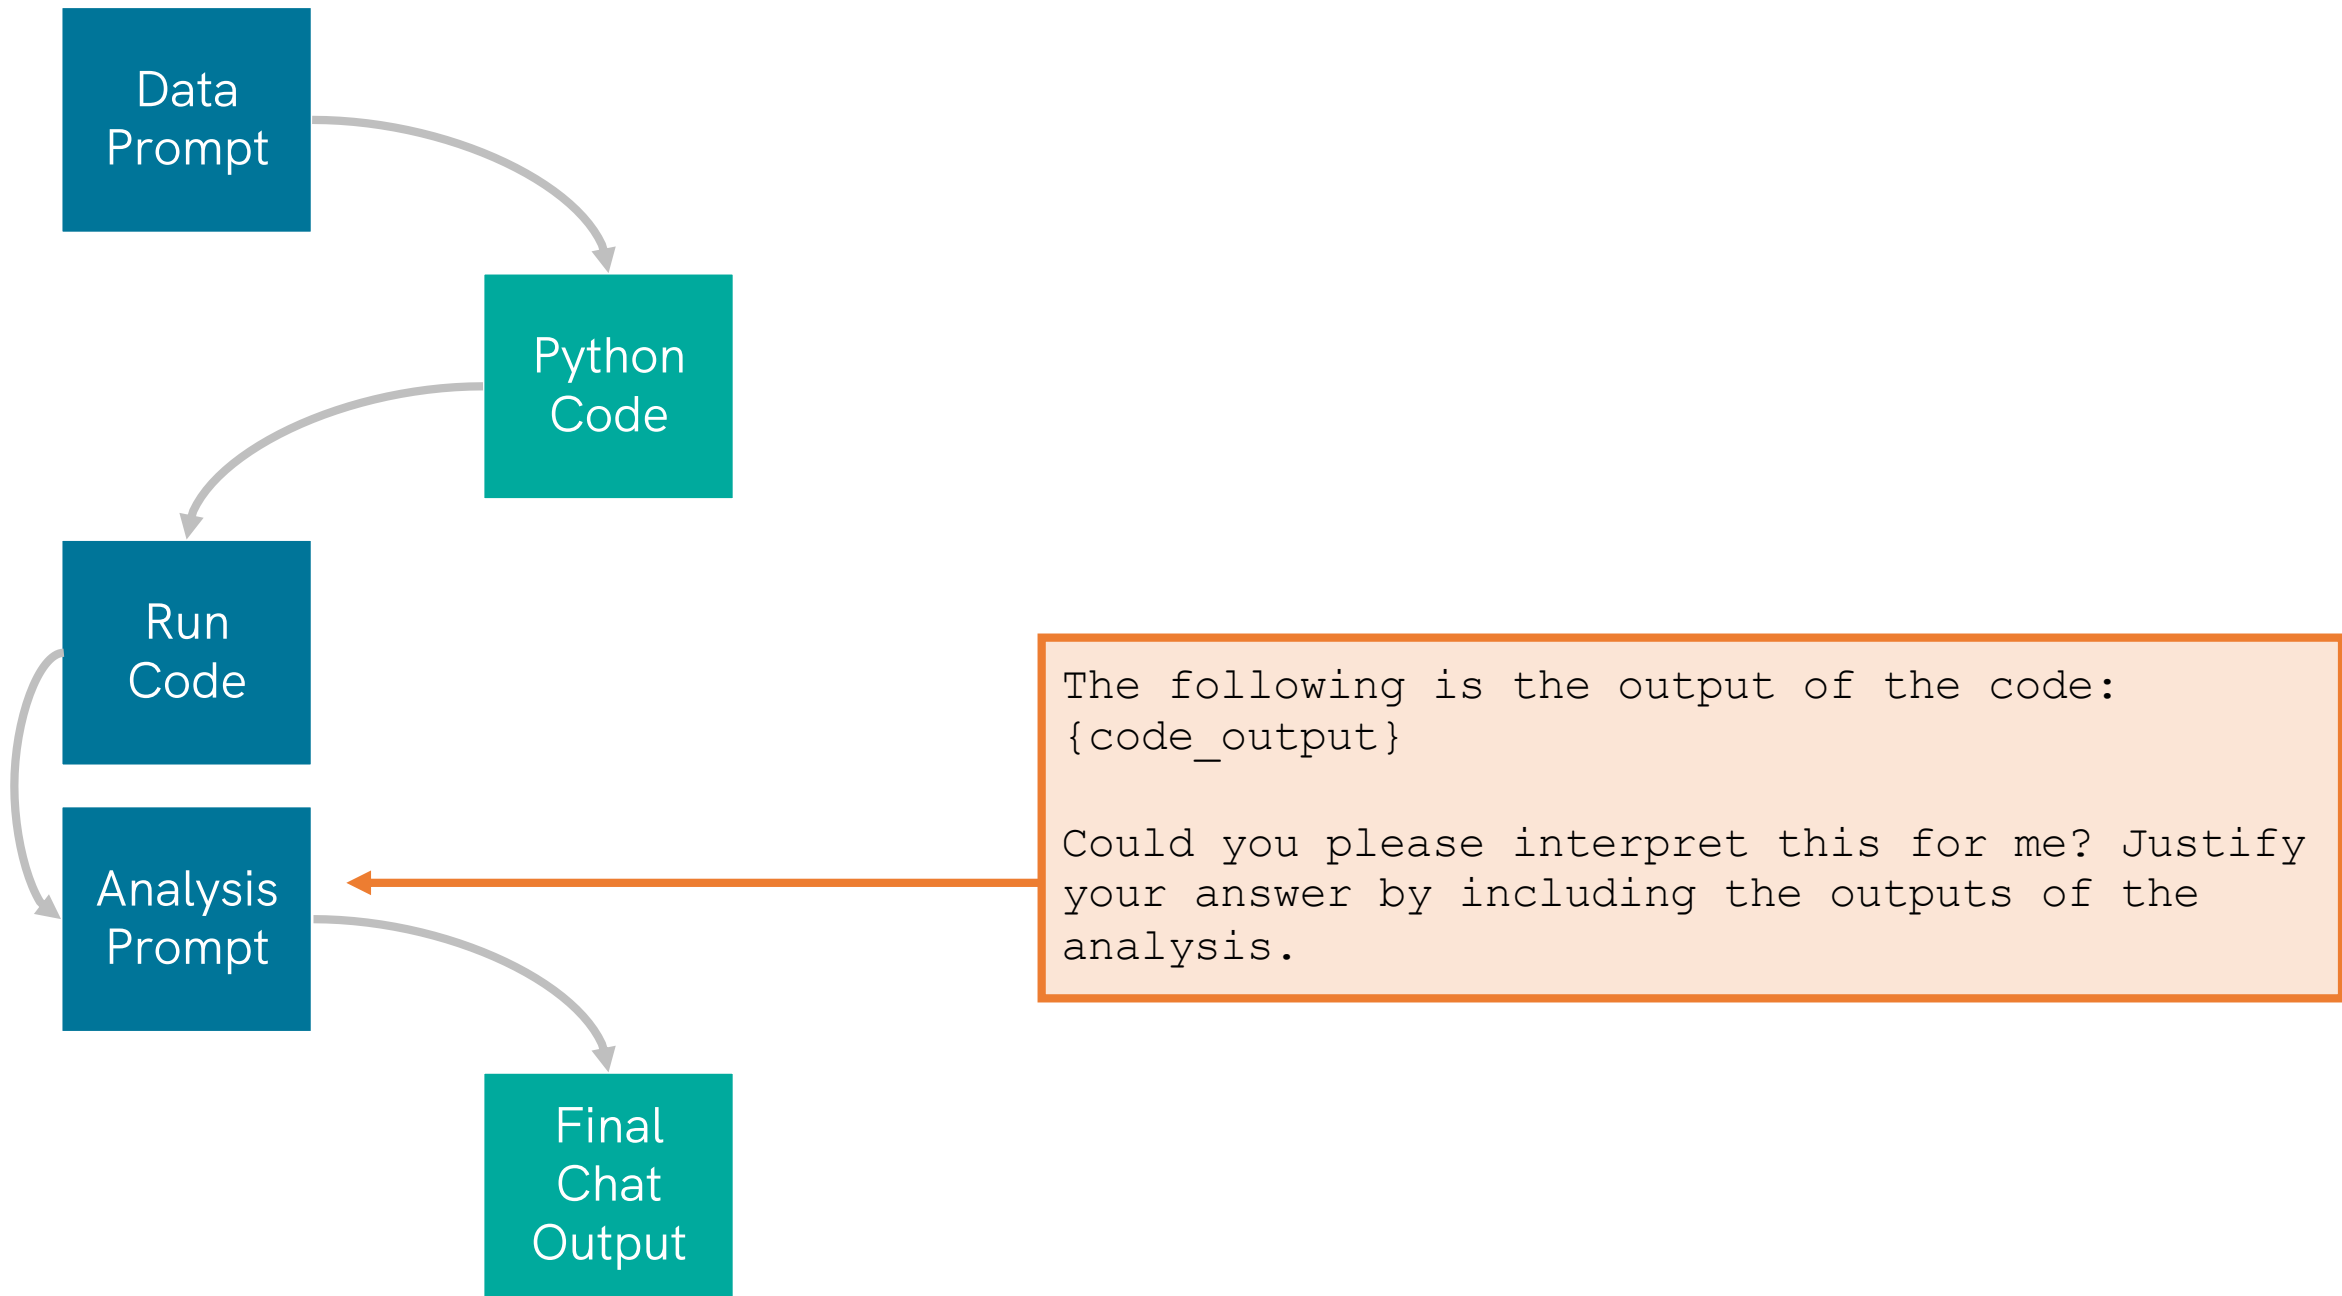 Data
Prompt
Python
Code
Run
Code
The following is the output of the code:
{code_output}
Could you please interpret this for me? Justify
your answer by including the outputs of the
analysis.
Analysis
Prompt
Final
Chat
Output